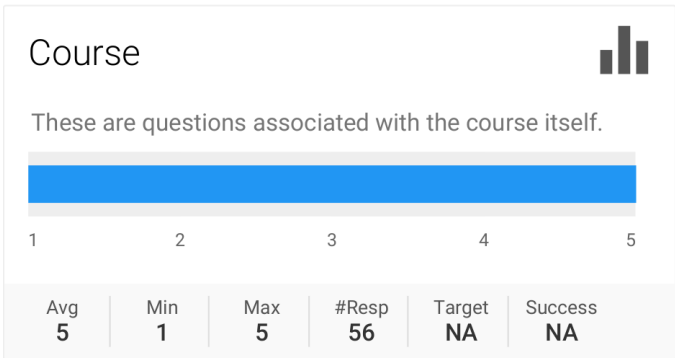 Course
These are questions associated with the course itself.
1 2 3 4 5
Avg Min Max #Resp Target Success
5 1 5 56 NA NA